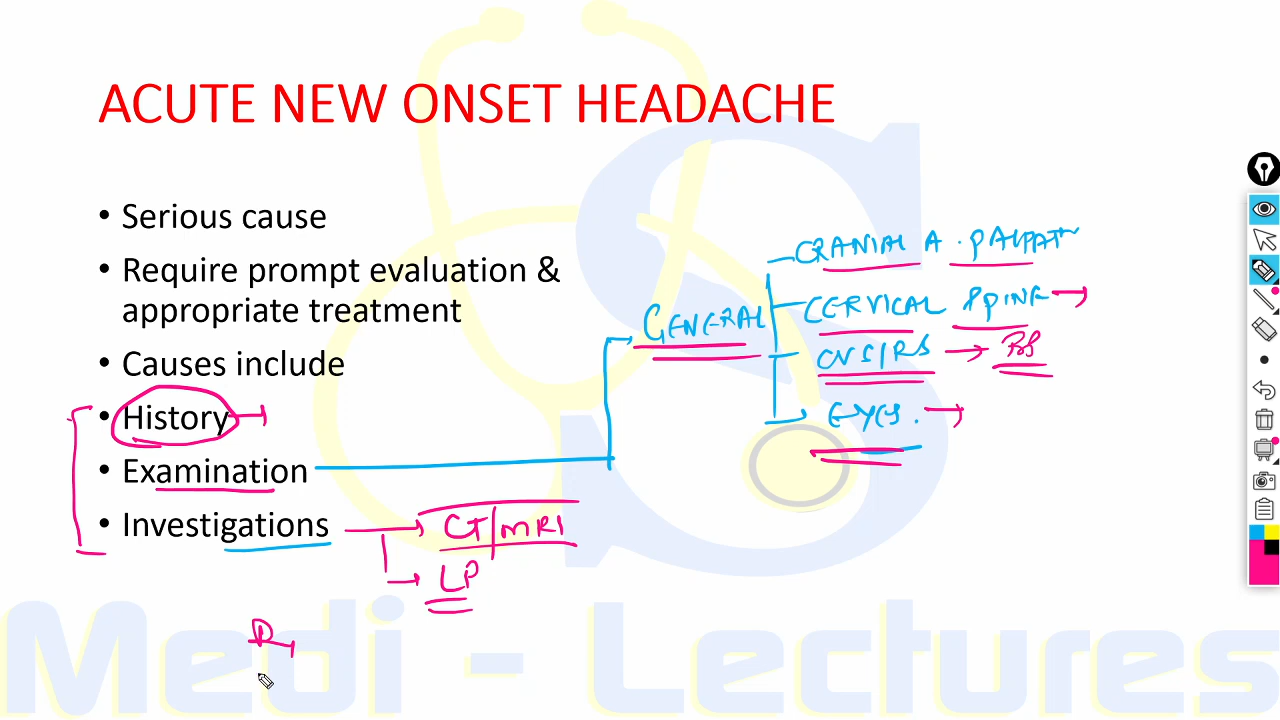 ACUTE NEW ONSET HEADACHE
• Serious cause
• Require prompt evaluation &
appropriate treatment
• Causes include
• History
• Examination
• Investigations
GENERAL
CRANIAL A. PALPATN
CERVICAL SPINE
CVS/RS
EYES.
CT/MRI
LP
Medi - Lectures